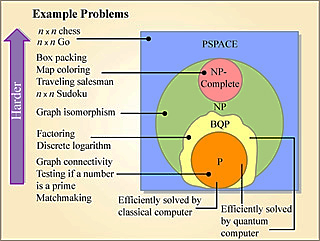 Example Problems
n x n chess
n x n Go
Box packing
Map coloring
Traveling salesman
n x n Sudoku
Graph isomorphism
Factoring
Discrete logarithm
Graph connectivity
Testing if a number
is a prime
Matchmaking
Harder
PSPACE
NP-
Complete
NP
BQP
P
Efficiently solved by
classical computer
Efficiently solved
by quantum
computer